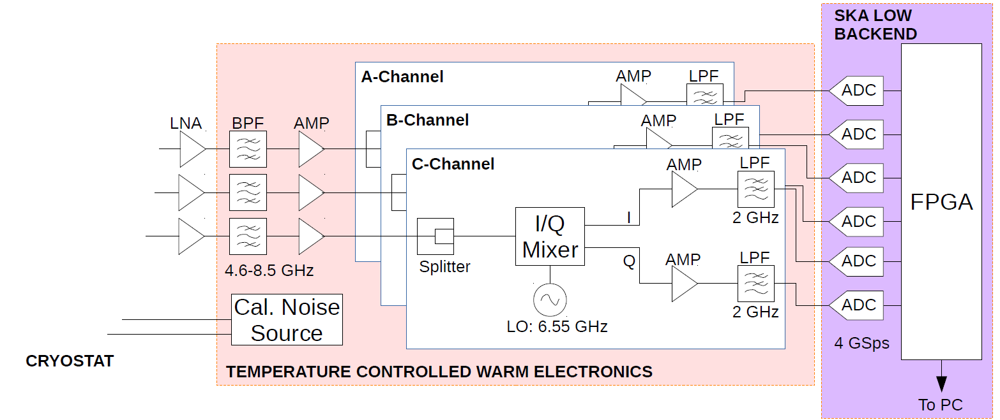 SKA LOW
BACKEND
A-Channel
AMP
LPF
ADC
B-Channel
AMP
LPF
ADC
LNA
BPF
AMP
C-Channel
AMP
LPF
ADC
I/Q
Mixer
I
2 GHz
ADC
FPGA
Splitter
Q
AMP
LPF
ADC
4.6-8.5 GHz
Cal. Noise
Source
LO: 6.55 GHz
2 GHz
ADC
4 GSps
CRYOSTAT
TEMPERATURE CONTROLLED WARM ELECTRONICS
To PC